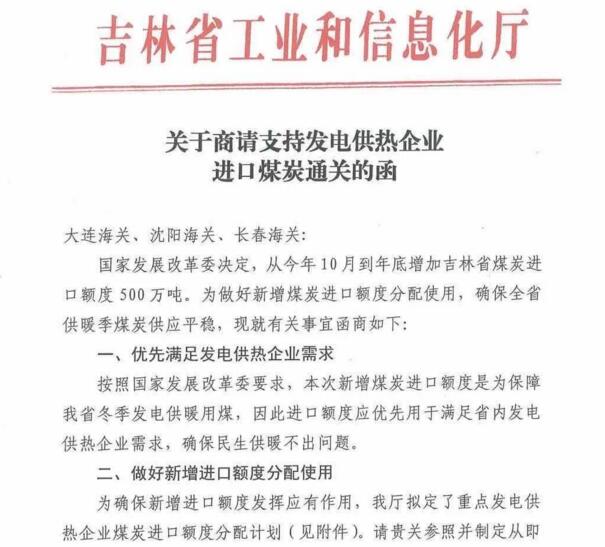 吉林省工业和信息化厅
关于商请支持发电供热企业
进口煤炭通关的函
大连海关、沈阳海关、长春海关：
国家发展改革委决定，从今年10月到年底增加吉林省煤炭进
口额度500万吨。为做好新增煤炭进口额度分配使用，确保全省
供暖季煤炭供应平稳，现就有关事宜函商如下：
一、优先满足发电供热企业需求
按照国家发展改革委要求，本次新增煤炭进口额度是为保障
我省冬季发电供暖用煤，因此进口额度应优先用于满足省内发电
供热企业需求，确保民生供暖不出问题。
二、做好新增进口额度分配使用
为确保新增进口额度发挥应有作用，我厅拟定了重点发电供
热企业煤炭进口额度分配计划（见附件）。请贵关参照并制定从即